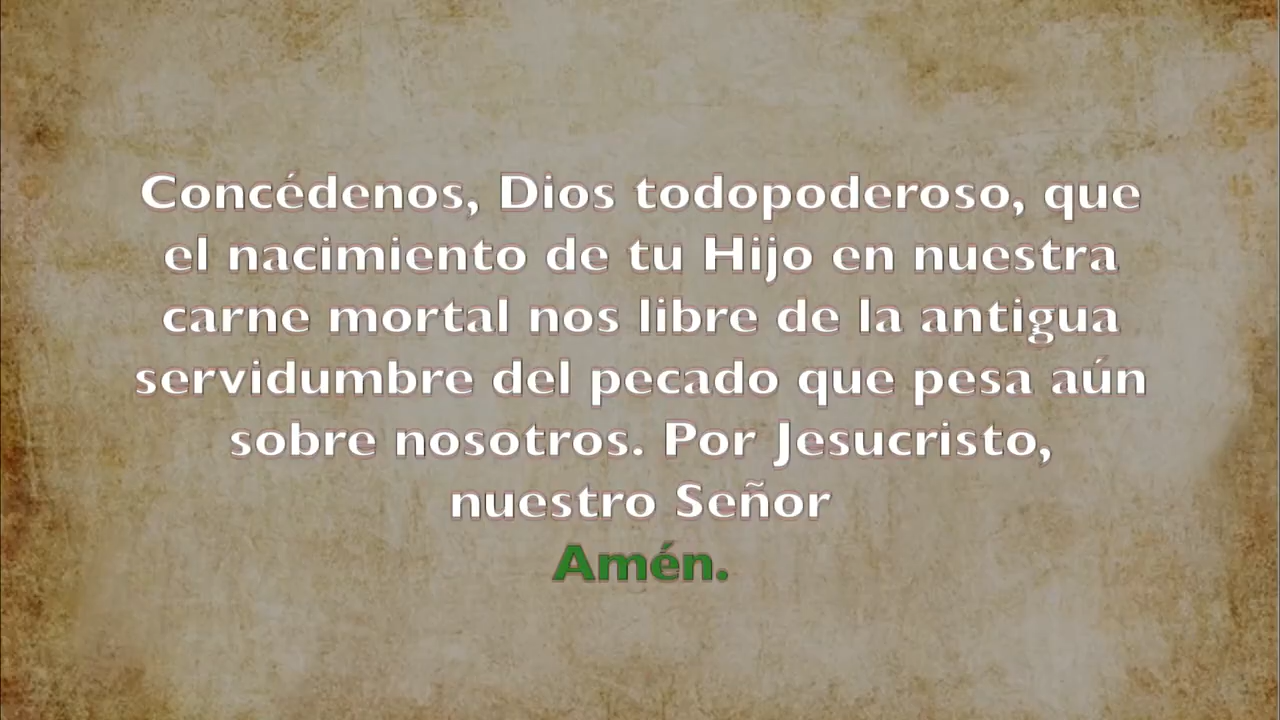 Concédenos, Dios todopoderoso, que
el nacimiento de tu Hijo en nuestra
carne mortal nos libre de la antigua
servidumbre del pecado que pesa aún
sobre nosotros. Por Jesucristo,
nuestro Señor
Amén.